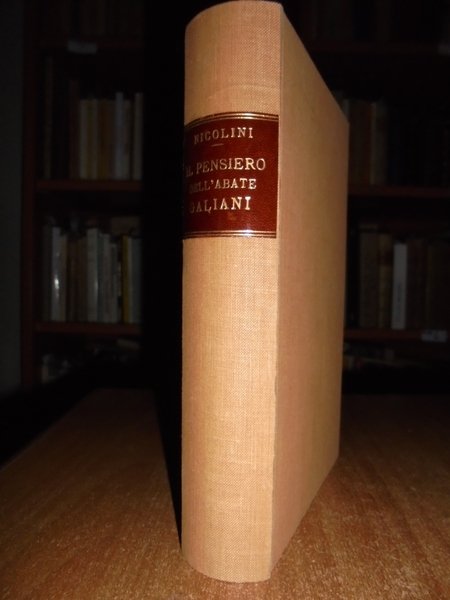 NICOLINI
IL PENSIERO
DELL'ABATE
GALIANI